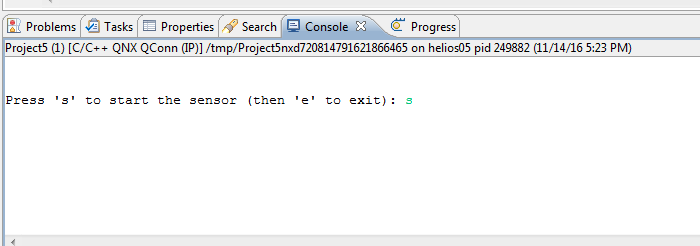 Problems Tasks Properties Search Console Progress
Project5 (1) [C/C++ QNX QConn (IP)] /tmp/Project5nxd720814791621866465 on helios05 pid 249882 (11/14/16 5:23 PM)
Press 's' to start the sensor (then 'e' to exit): s